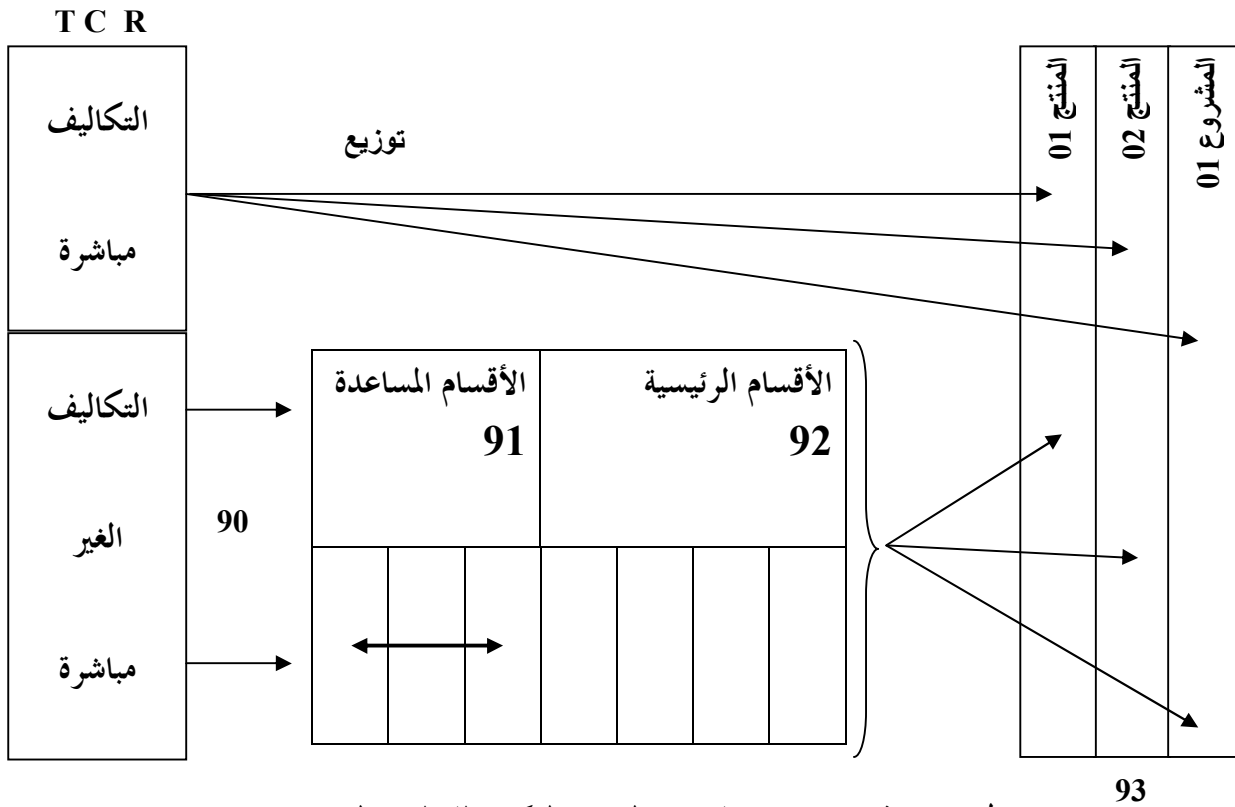 T C R
التكاليف
مباشرة
توزيع
المنتج 01
المنتج 02
المشروع 01
التكاليف
الغير
مباشرة
90
الأقسام المساعدة
91
الأقسام الرئيسية
92
93